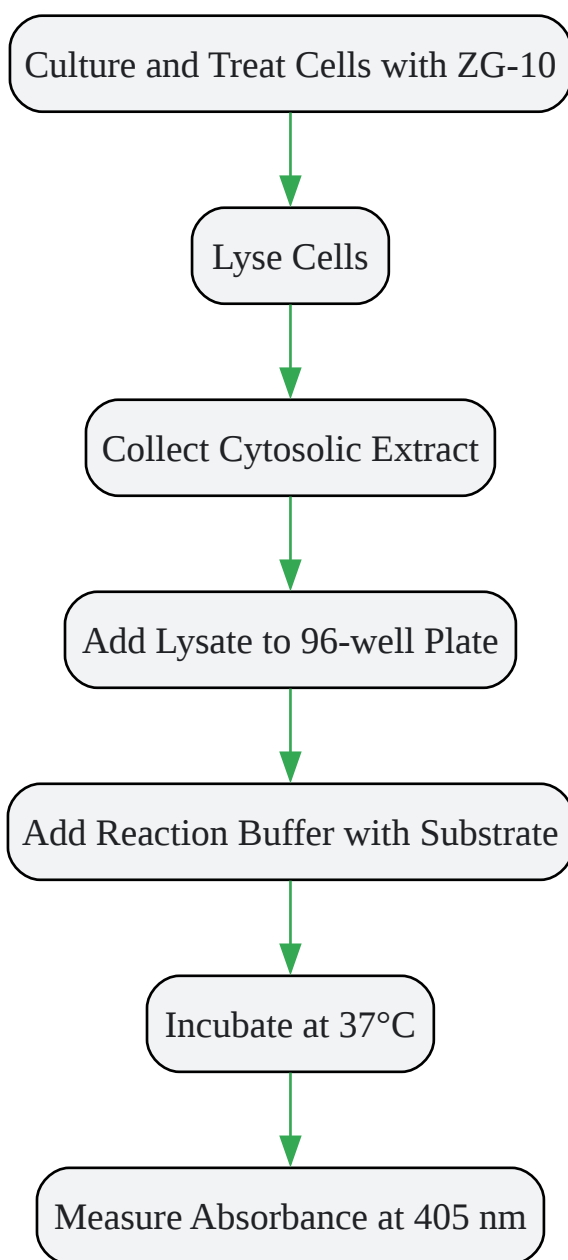 Culture and Treat Cells with ZG-10
Lyse Cells
Collect Cytosolic Extract
Add Lysate to 96-well Plate
Add Reaction Buffer with Substrate
Incubate at 37°C
Measure Absorbance at 405 nm